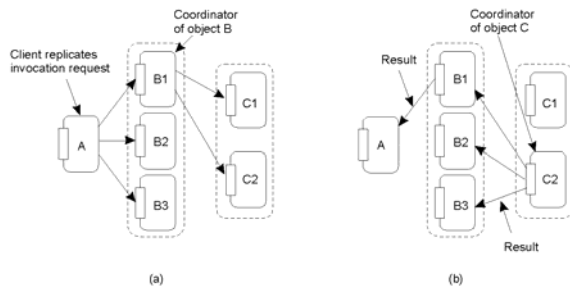 Coordinator
of object B
Client replicates
invocation request
A
B1
B2
B3
C1
C2
(a)
Coordinator
of object C
Result
A
B1
B2
B3
C1
C2
Result
(b)